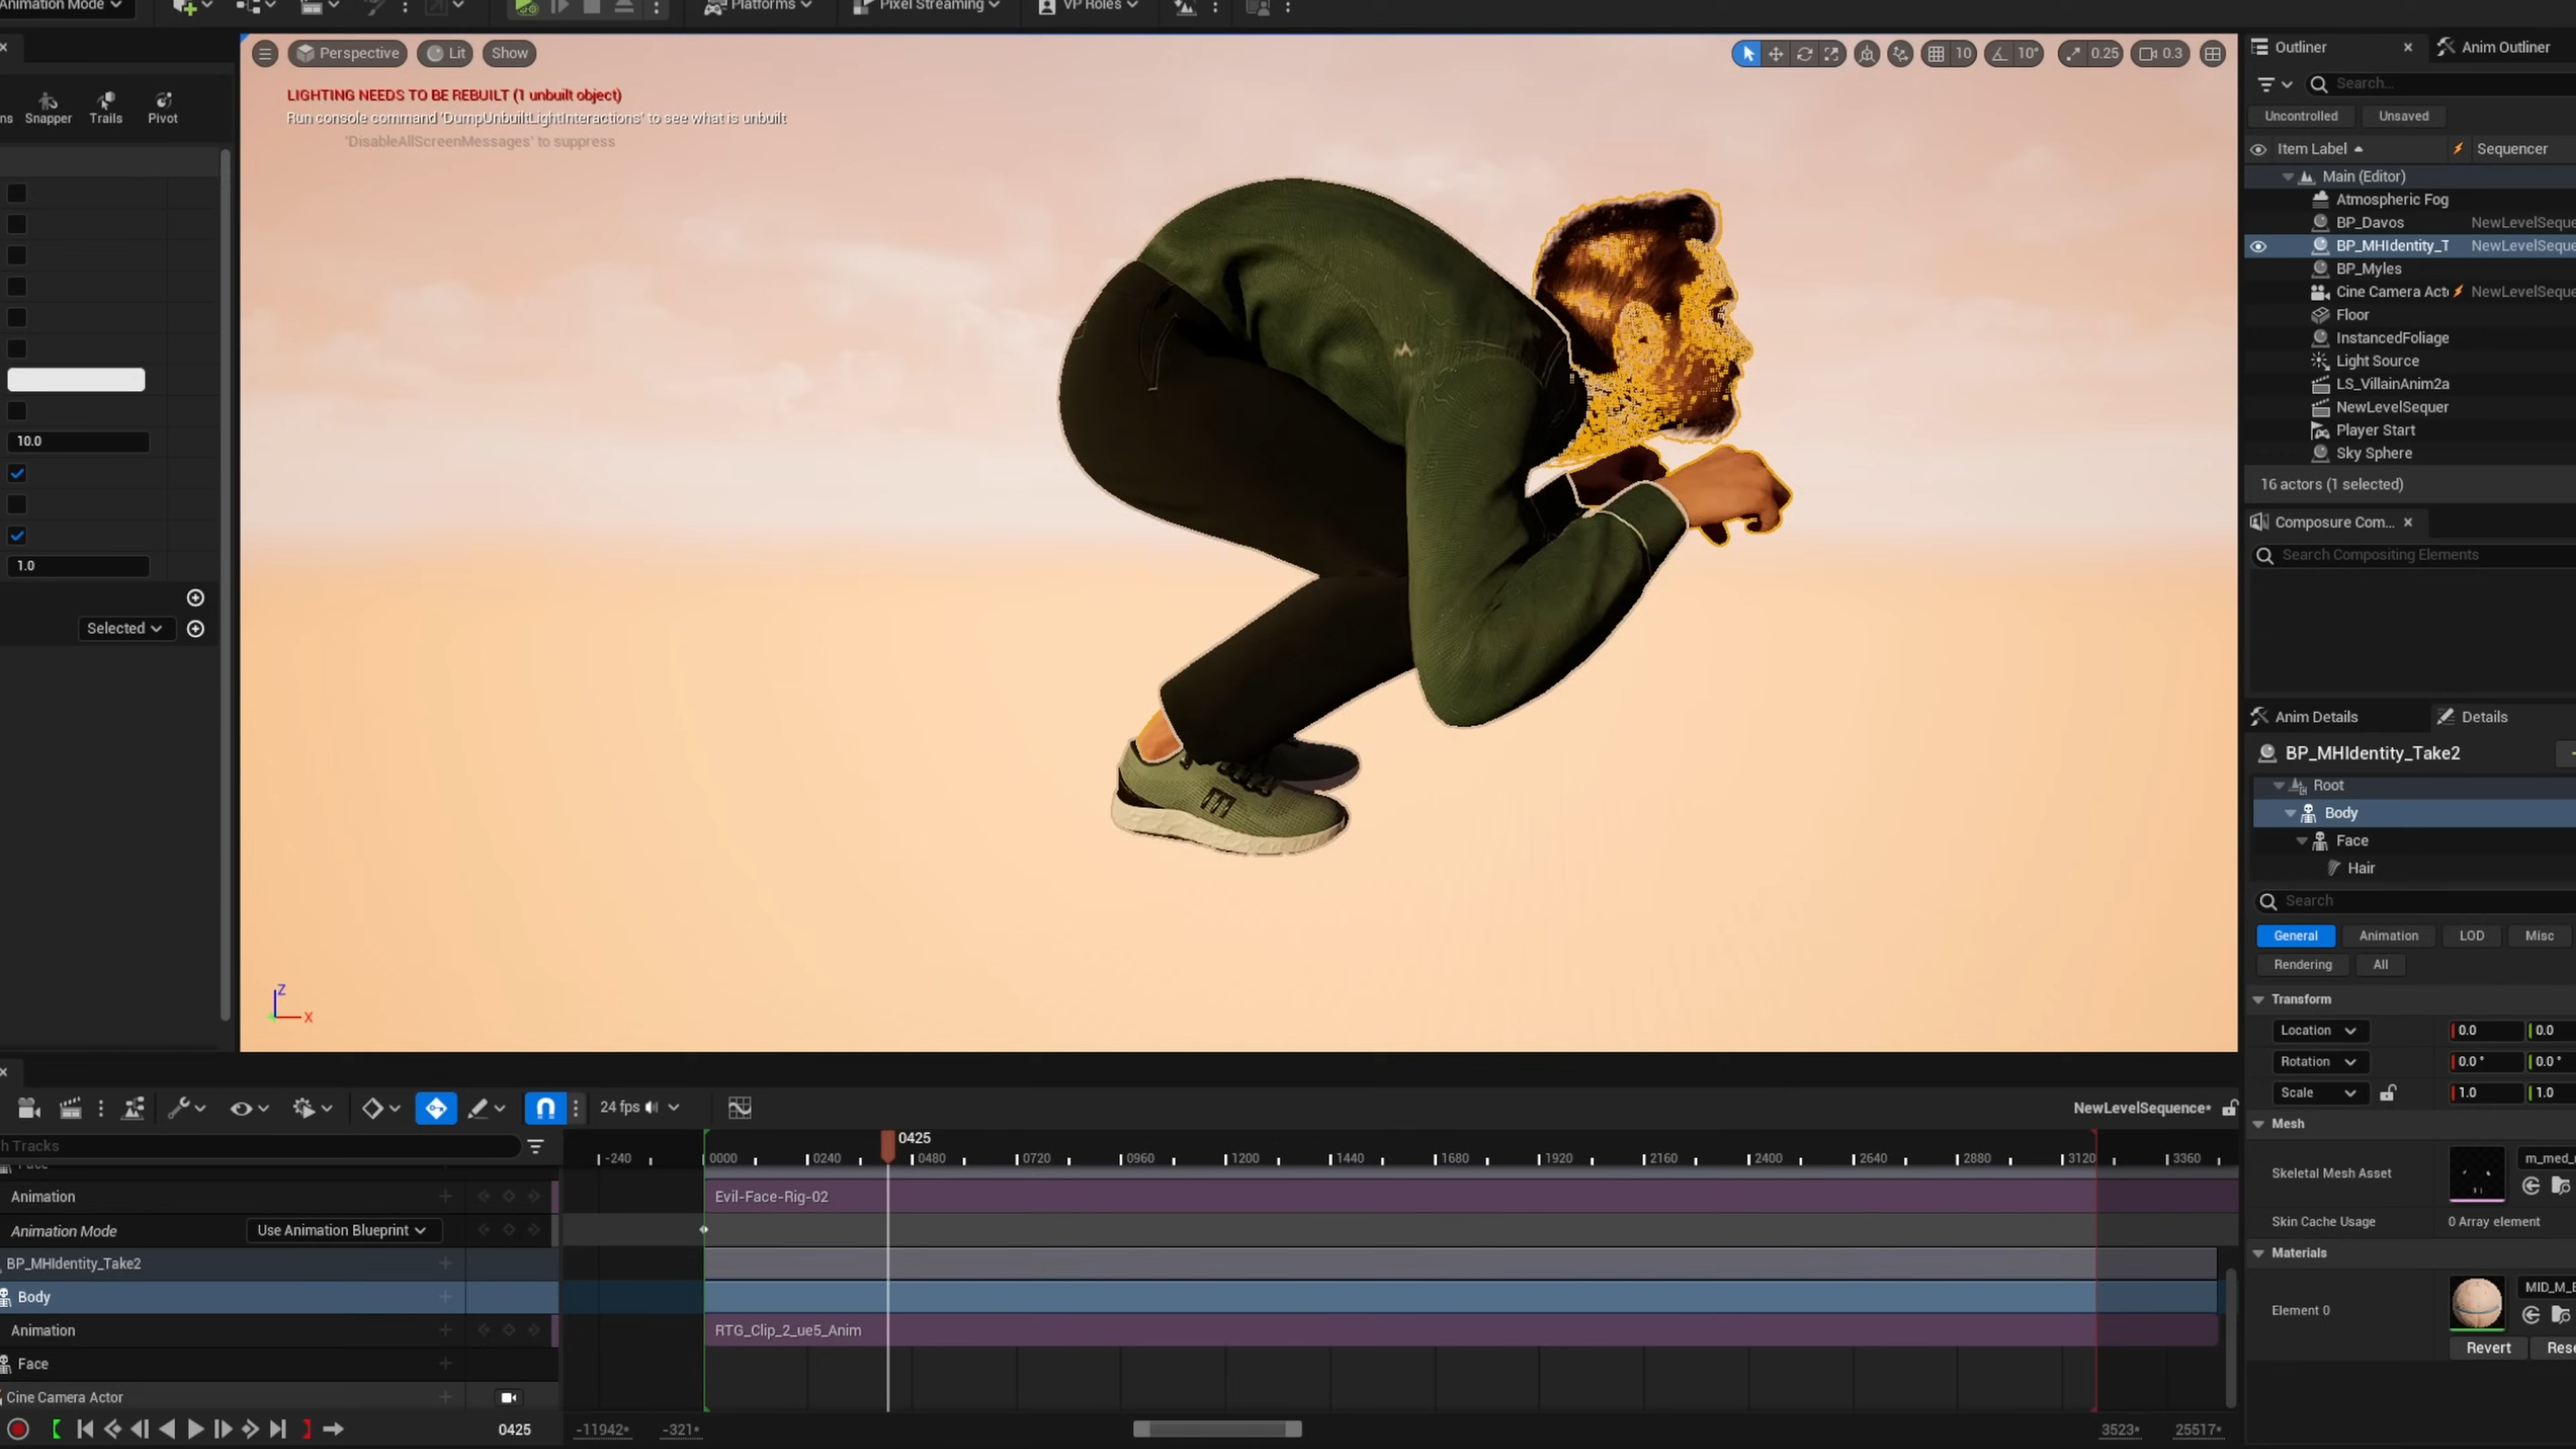 Animation Mode
Platforms
Pixel Streaming
VP Roles
Perspective
Lit
Show
10
10°
0.25
0.3
Outliner
Anim Outliner
LIGHTING NEEDS TO BE REBUILT (1 unbuilt object)
Run console command 'DumpUnbuiltLightInteractions' to see what is unbuilt
'DisableAllScreenMessages' to suppress
Snapper
Trails
Pivot
10.0
1.0
Selected
Search...
Uncontrolled
Unsaved
Item Label
Sequencer
Main (Editor)
Atmospheric Fog
BP_Davos
NewLevelSeque
BP_MHIdentity_T
NewLevelSeque
BP_Myles
Cine Camera Act
NewLevelSeque
Floor
InstancedFoliage
Light Source
LS_VillainAnim2a
NewLevelSequer
Player Start
Sky Sphere
16 actors (1 selected)
Composure Com...
Search Compositing Elements
Anim Details
Details
BP_MHIdentity_Take2
Root
Body
Face
Hair
Search
General
Animation
LOD
Misc
Rendering
All
Transform
Location
0.0
0.0
Rotation
0.0 °
0.0 °
Scale
1.0
1.0
Mesh
Skeletal Mesh Asset
m_med_
Skin Cache Usage
0 Array element
Materials
Element 0
MID_M_B
Revert
Rese
Z
X
24 fps
NewLevelSequence*
h Tracks
0425
-240
0000
0240
0480
0720
0960
1200
1440
1680
1920
2160
2400
2640
2880
3120
3360
Animation
Evil-Face-Rig-02
Animation Mode
Use Animation Blueprint
BP_MHIdentity_Take2
Body
Animation
RTG_Clip_2_ue5_Anim
Face
Cine Camera Actor
0425
-11942*
-321*
3523*
25517*